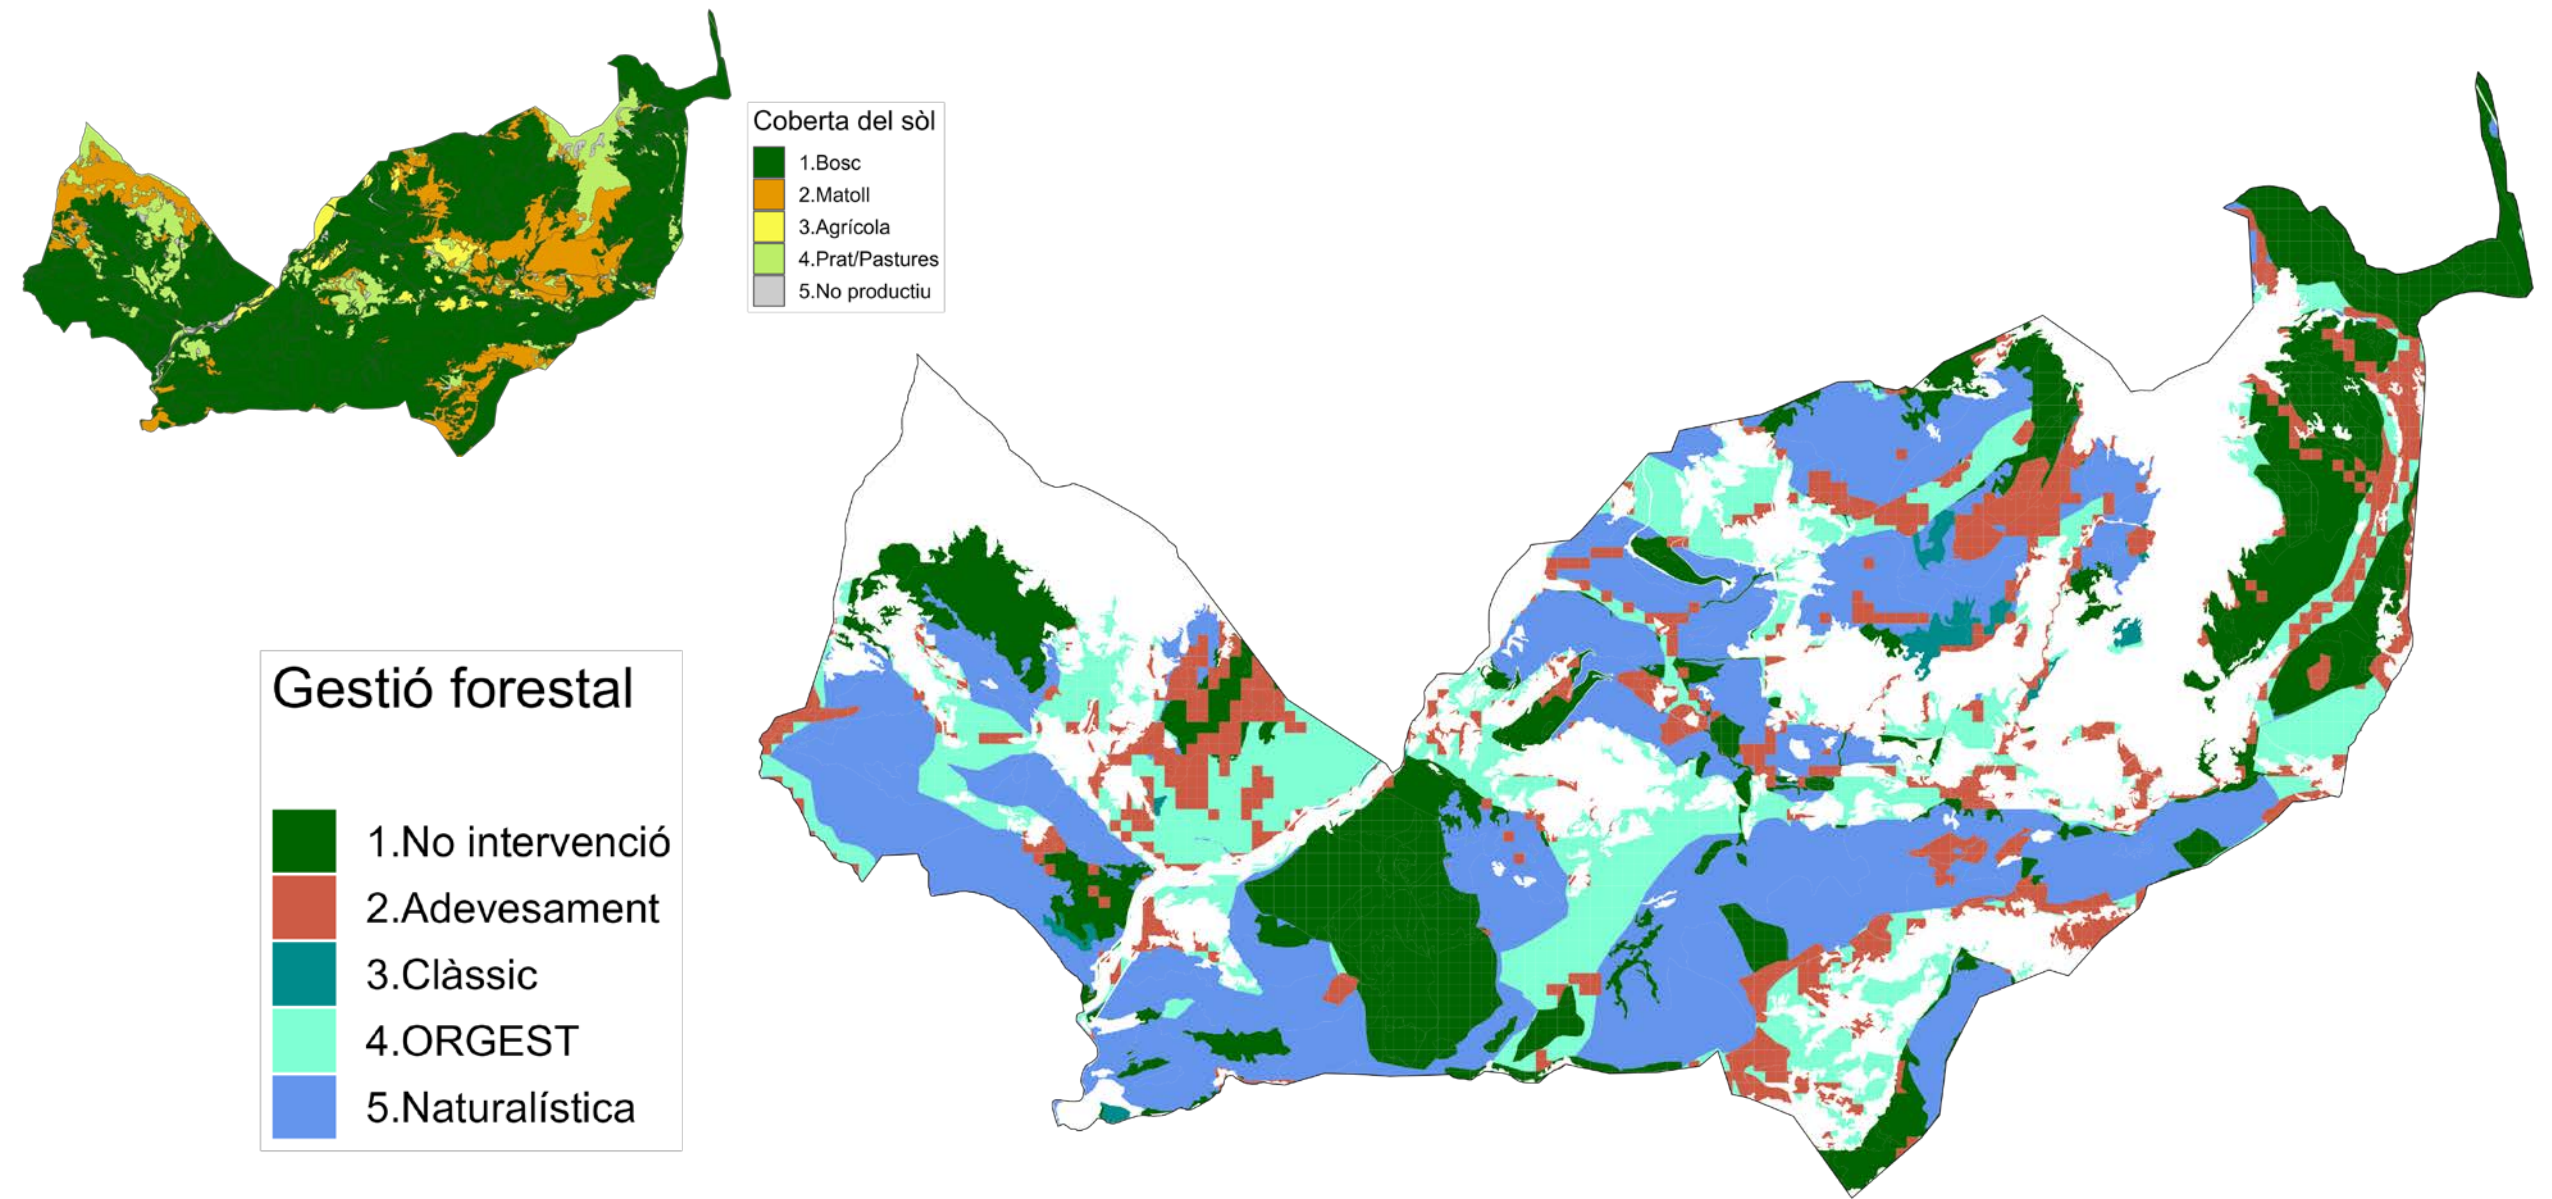 Coberta del sòl
1.Bosc
2.Matoll
3.Agrícola
4.Prat/Pastures
5.No productiu
Gestió forestal
1.No intervenció
2.Adevesament
3.Clàssic
4.ORGEST
5.Naturalística